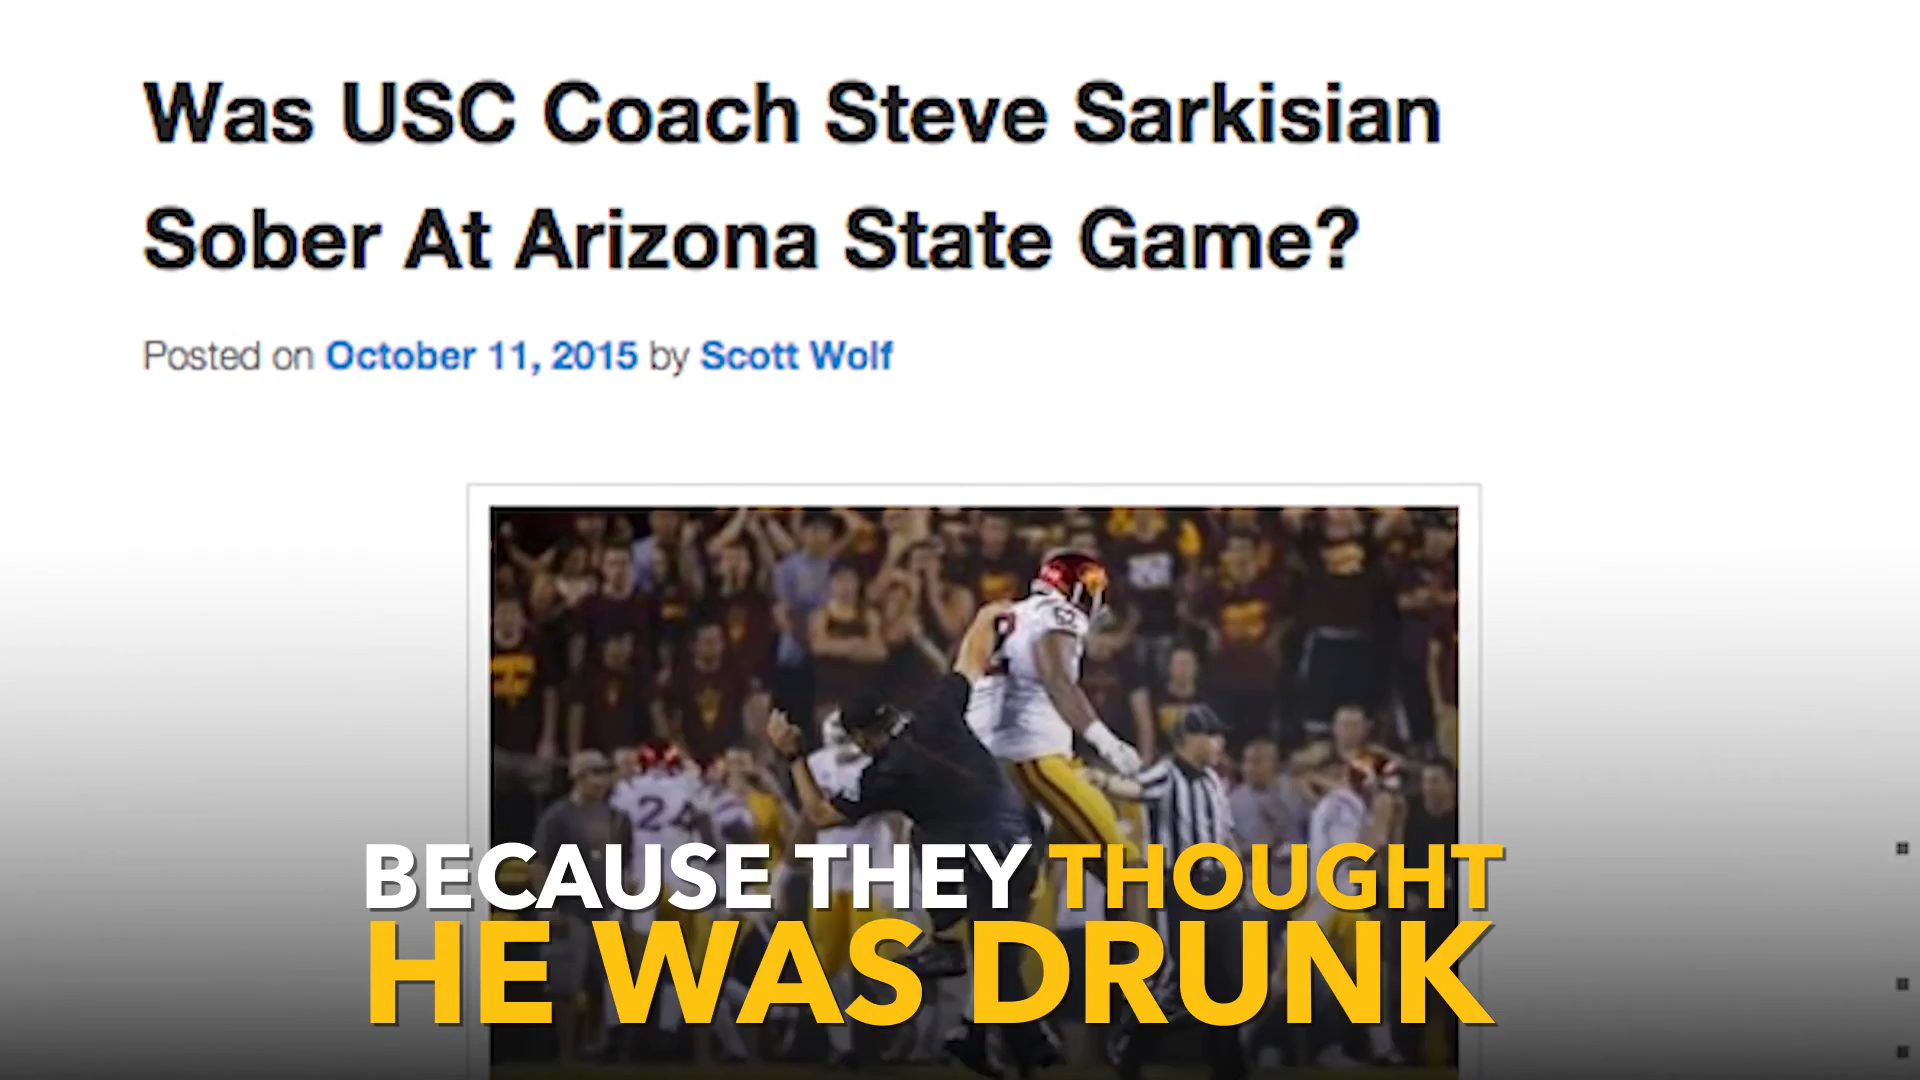 Was USC Coach Steve Sarkisian
Sober At Arizona State Game?
Posted on October 11, 2015 by Scott Wolf
24
BECAUSE THEY THOUGHT
HE WAS DRUNK